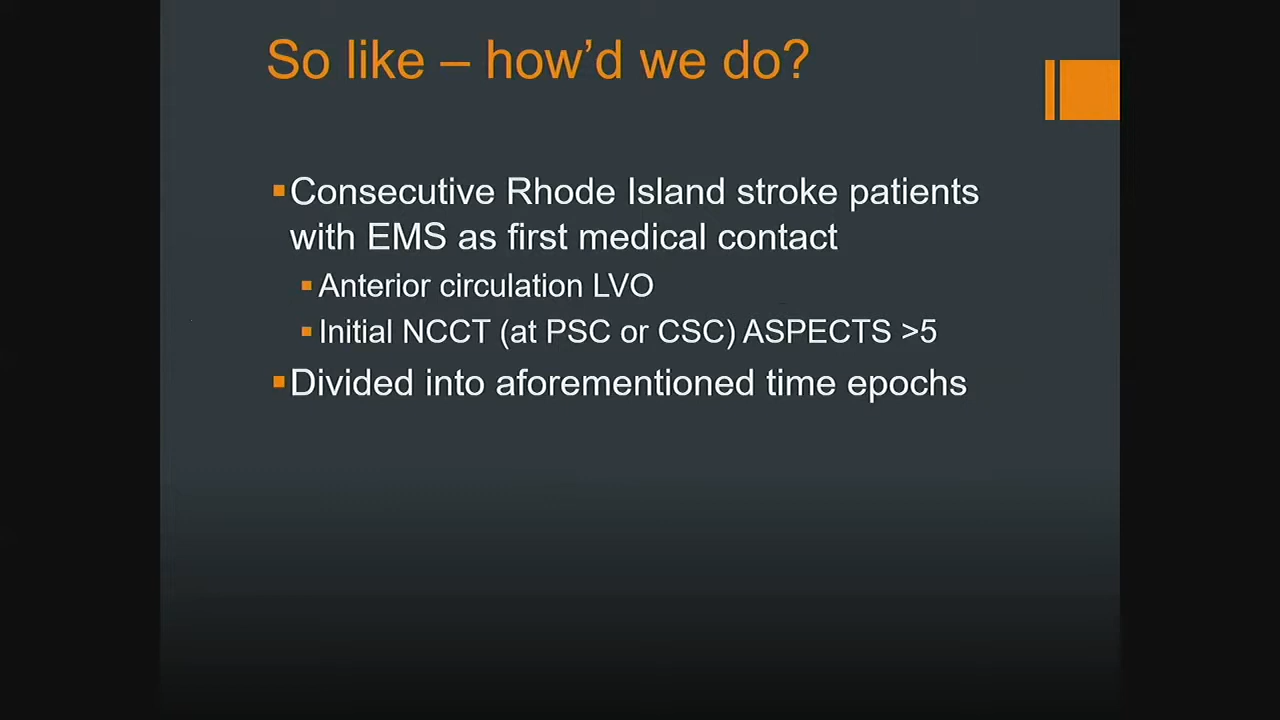 So like – how’d we do?
Consecutive Rhode Island stroke patients
with EMS as first medical contact
Anterior circulation LVO
Initial NCCT (at PSC or CSC) ASPECTS >5
Divided into aforementioned time epochs